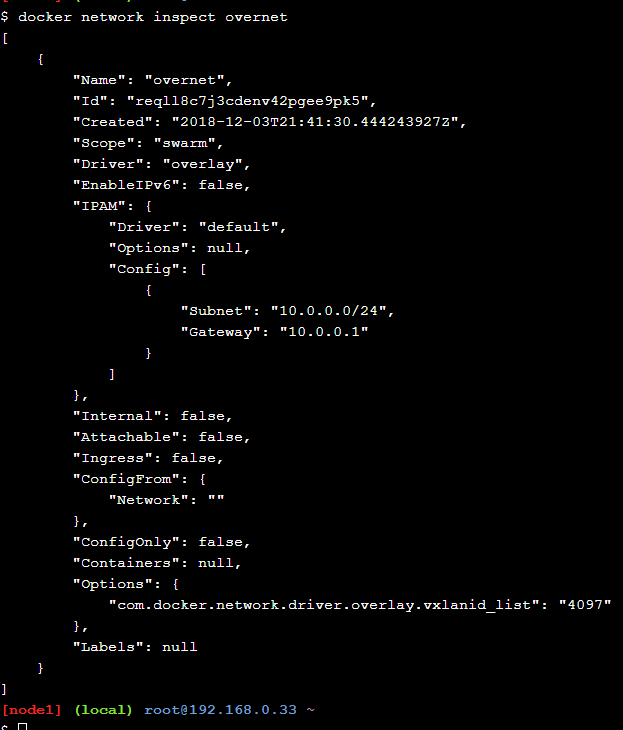 $ docker network inspect overnet
[
    {
        "Name": "overnet",
        "Id": "reqll8c7j3cdenv42pgee9pk5",
        "Created": "2018-12-03T21:41:30.444243927Z",
        "Scope": "swarm",
        "Driver": "overlay",
        "EnableIPv6": false,
        "IPAM": {
            "Driver": "default",
            "Options": null,
            "Config": [
                {
                    "Subnet": "10.0.0.0/24",
                    "Gateway": "10.0.0.1"
                }
            ]
        },
        "Internal": false,
        "Attachable": false,
        "Ingress": false,
        "ConfigFrom": {
            "Network": ""
        },
        "ConfigOnly": false,
        "Containers": null,
        "Options": {
            "com.docker.network.driver.overlay.vxlanid_list": "4097"
        },
        "Labels": null
    }
]
[node1] (local) root@192.168.0.33 ~
$